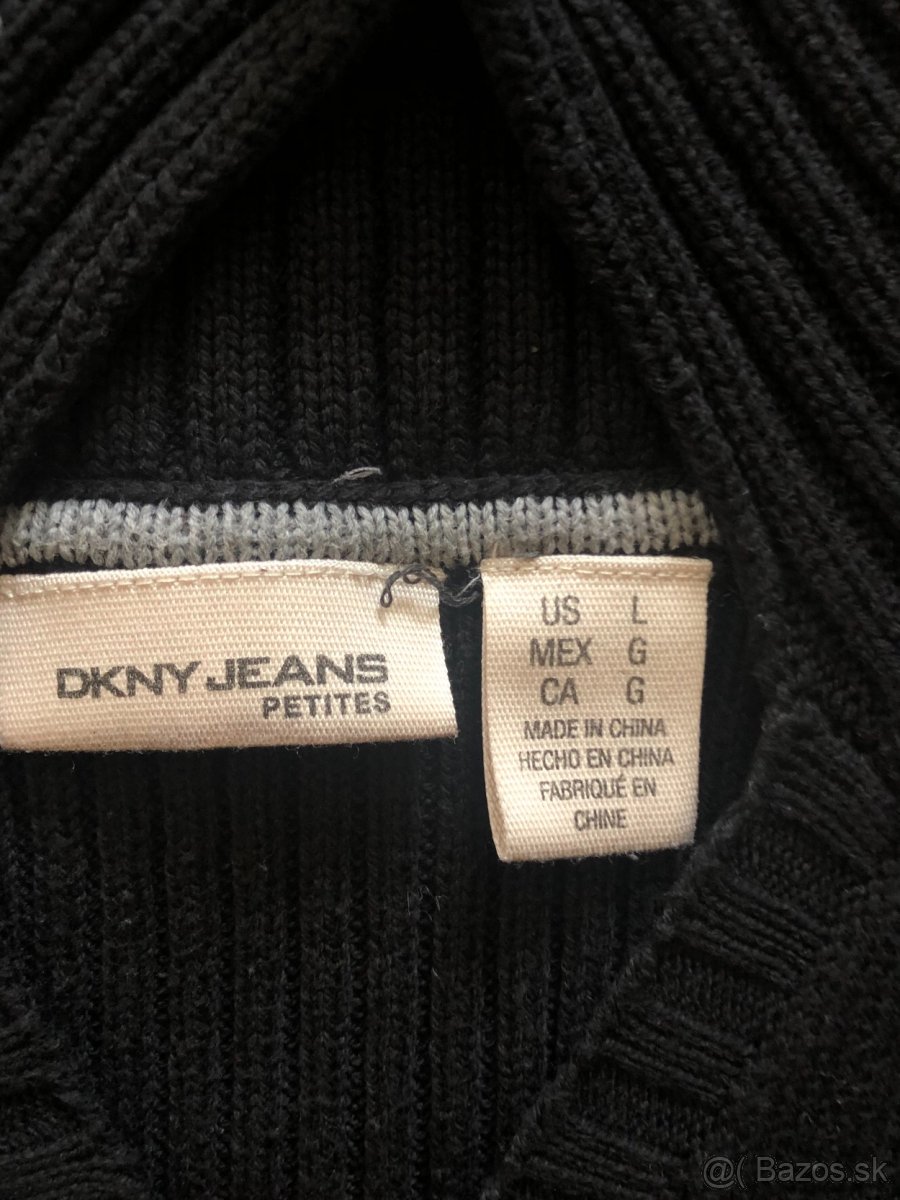 DKNY JEANS
PETITES
US L
MEX G
CA G
MADE IN CHINA
HECHO EN CHINA
FABRIQUÉ EN
CHINE
@( Bazos.sk